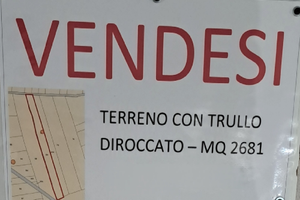 VENDESI
TERRENO CON TRULLO
DIROCCATO – MQ 2681